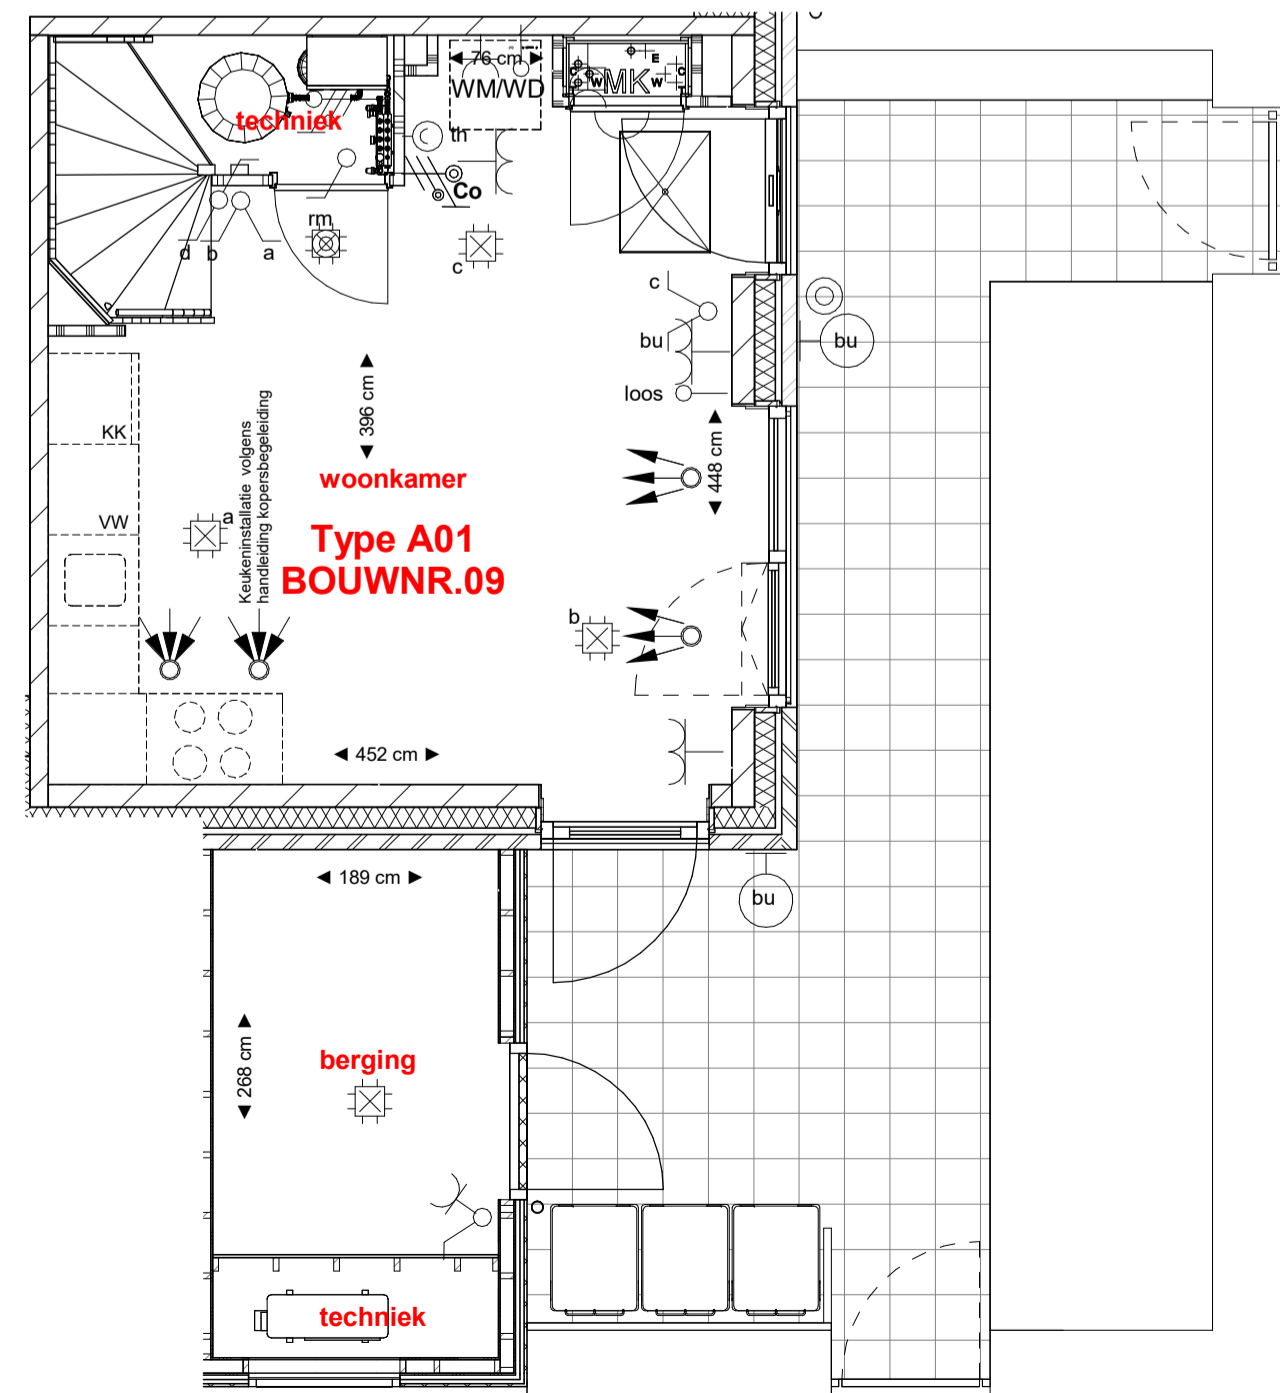 76 cm
WM/WD
E
C
C
W
MK
W
T
T
techniek
th
Co
rm
d
b
a
c
c
bu
bu
loos
396 cm
448 cm
KK
Keukeninstallatie volgens
handleiding kopersbegeleiding
woonkamer
VW
a
Type A01
BOUWNR.09
b
452 cm
189 cm
bu
268 cm
berging
techniek